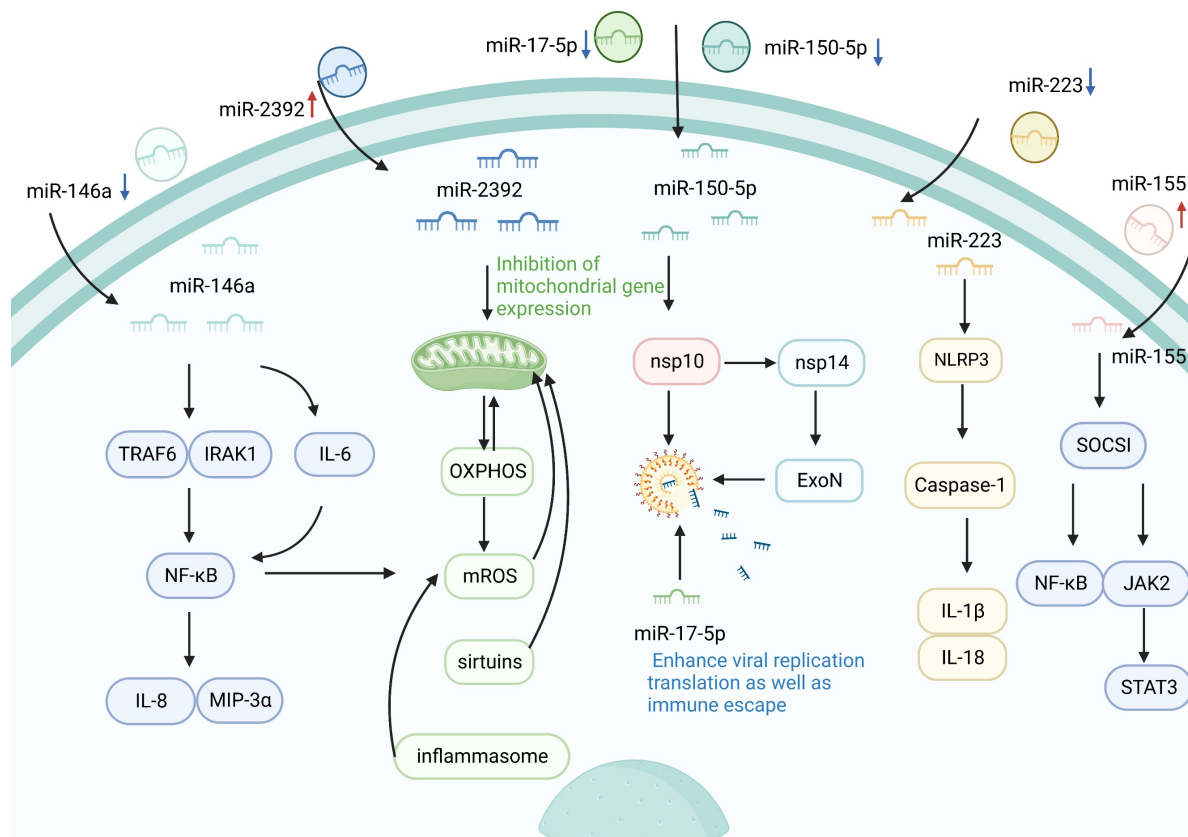 miR-17-5p
miR-150-5p
miR-2392
miR-223
miR-146a
miR-155
miR-2392
miR-150-5p
miR-223
miR-146a
miR-155
Inhibition of
mitochondrial gene
expression
nsp10
nsp14
NLRP3
TRAF6
IRAK1
IL-6
OXPHOS
ExoN
Caspase-1
SOCSI
NF-κB
mROS
NF-κB
JAK2
IL-1β
IL-18
miR-17-5p
Enhance viral replication
translation as well as
immune escape
sirtuins
IL-8
MIP-3α
STAT3
inflammasome